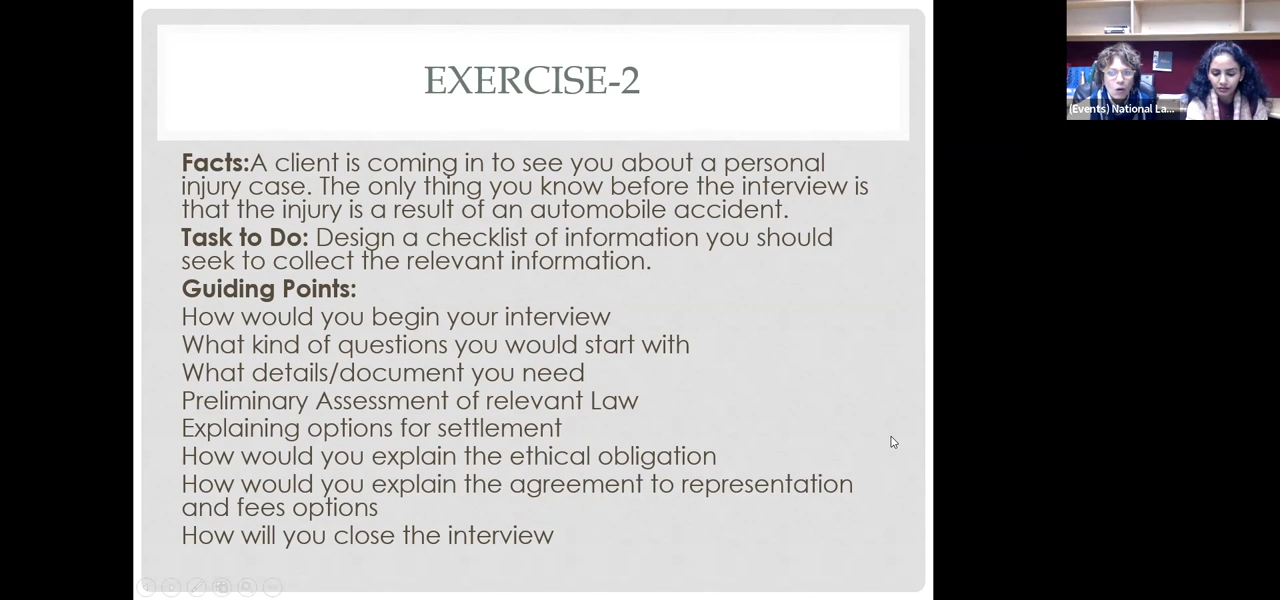 EXERCISE-2
Facts:A client is coming in to see you about a personal
injury case. The only thing you know before the interview is
that the injury is a result of an automobile accident.
Task to Do: Design a checklist of information you should
seek to collect the relevant information.
Guiding Points:
How would you begin your interview
What kind of questions you would start with
What details/document you need
Preliminary Assessment of relevant Law
Explaining options for settlement
How would you explain the ethical obligation
How would you explain the agreement to representation
and fees options
How will you close the interview
(Events) National La...